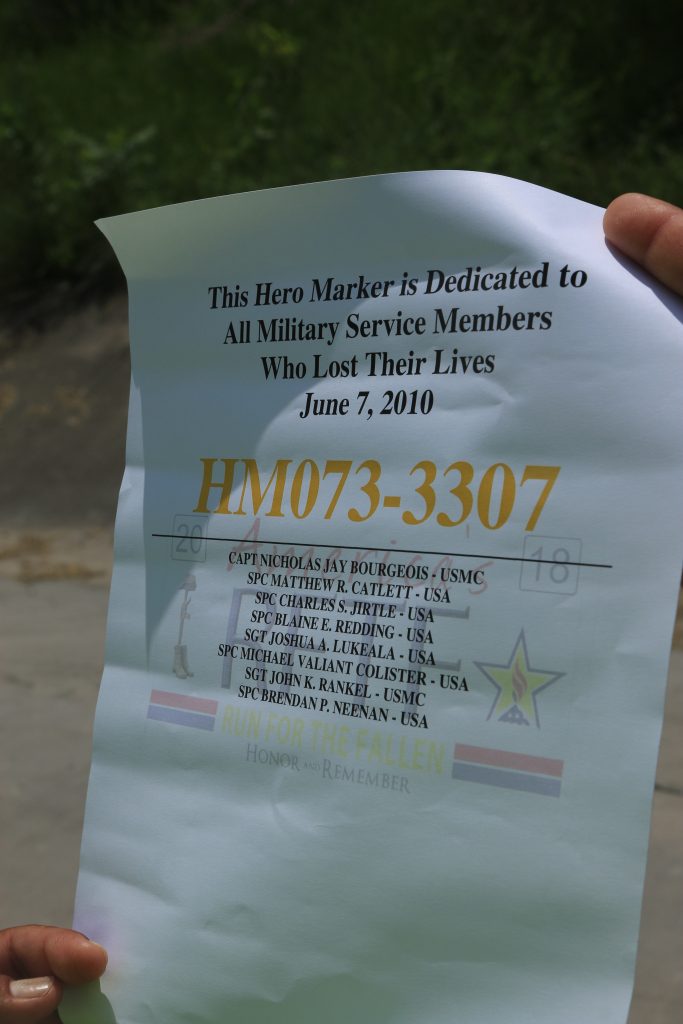 This Hero Marker is Dedicated to
All Military Service Members
Who Lost Their Lives
June 7, 2010
HM073-3307
20 America's 18
CAPT NICHOLAS JAY BOURGEOIS - USMC
SPC MATTHEW R. CATLETT - USA
SPC CHARLES S. JIRTLE - USA
SPC BLAINE E. REDDING - USA
SGT JOSHUA A. LUKEALA - USA
SPC MICHAEL VALIANT COLISTER - USA
SGT JOHN K. RANKEL - USMC
SPC BRENDAN P. NEENAN - USA
RUN FOR THE FALLEN
HONOR AND REMEMBER